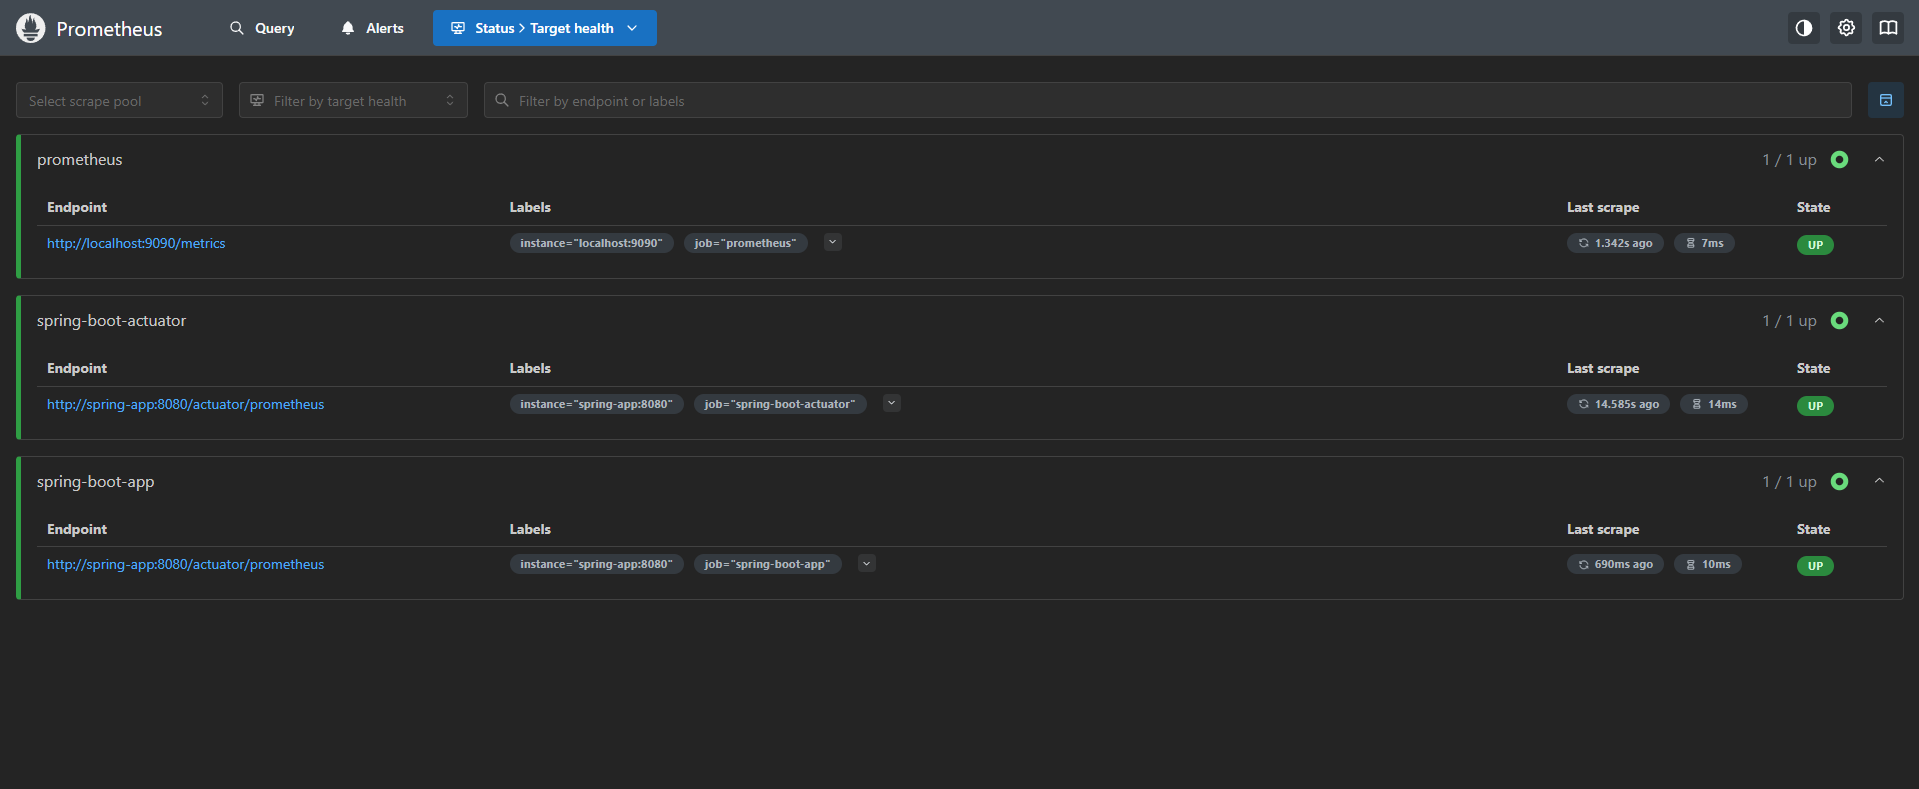 Prometheus Query Alerts Status > Target health
Select scrape pool Filter by target health Filter by endpoint or labels
prometheus 1 / 1 up
Endpoint Labels Last scrape State
http://localhost:9090/metrics instance="localhost:9090" job="prometheus" 1.342s ago 7ms UP
spring-boot-actuator 1 / 1 up
Endpoint Labels Last scrape State
http://spring-app:8080/actuator/prometheus instance="spring-app:8080" job="spring-boot-actuator" 14.585s ago 14ms UP
spring-boot-app 1 / 1 up
Endpoint Labels Last scrape State
http://spring-app:8080/actuator/prometheus instance="spring-app:8080" job="spring-boot-app" 690ms ago 10ms UP